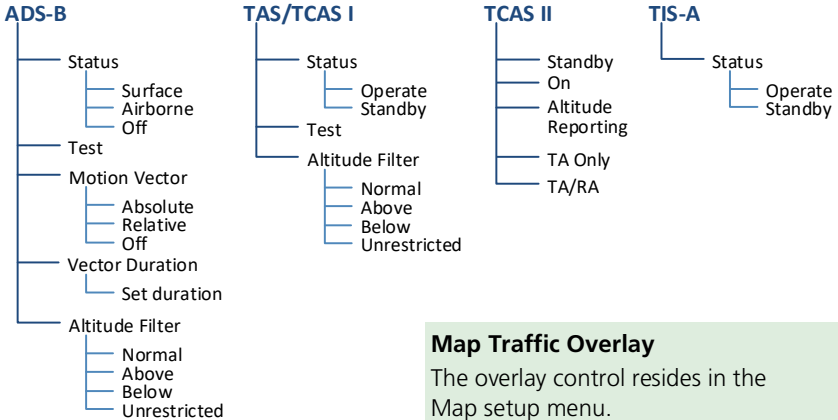 ADS-B
Status
Surface
Airborne
Off
Test
Motion Vector
Absolute
Relative
Off
Vector Duration
Set duration
Altitude Filter
Normal
Above
Below
Unrestricted
TAS/TCAS I
Status
Operate
Standby
Test
Altitude Filter
Normal
Above
Below
Unrestricted
TCAS II
Standby
On
Altitude
Reporting
TA Only
TA/RA
TIS-A
Status
Operate
Standby
Map Traffic Overlay
The overlay control resides in the
Map setup menu.